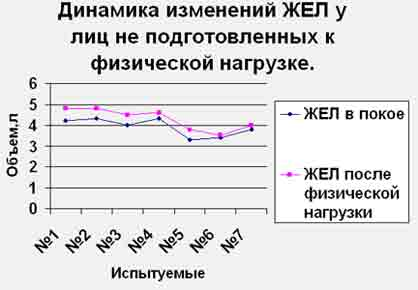 Динамика изменений ЖЕЛ у
лиц не подготовленных к
физической нагрузке.
Объем,л
6
5
4
3
2
1
0
№1
№2
№3
№4
№5
№6
№7
Испытуемые
ЖЕЛ в покое
ЖЕЛ после
физической
нагрузки